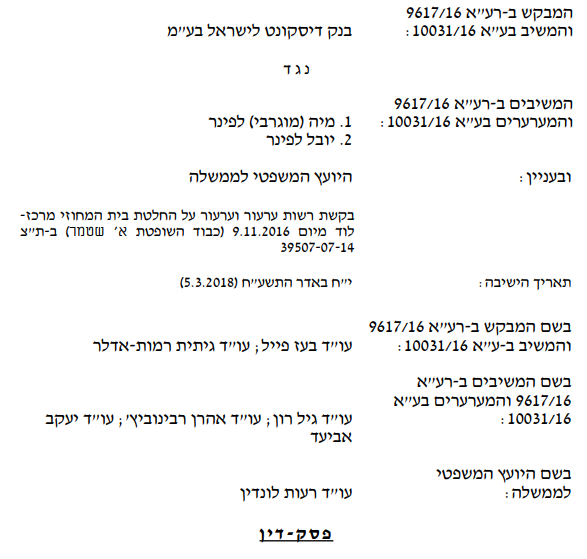 המבקש ב-רע"א 9617/16
והמשיב בע"א 10031/16: בנק דיסקונט לישראל בע"מ
נגד
המשיבים ב-רע"א 9617/16
והמערערים בע"א 10031/16: 1. מיה (מוגרבי) לפינר
2. יובל לפינר
ובעניין: היועץ המשפטי לממשלה
בקשת רשות ערעור וערעור על החלטת בית המחוזי מרכז-
לוד מיום 9.11.2016 (כבוד השופטת א' שטמר) ב-ת"צ
39507-07-14
תאריך הישיבה: י"ח באדר התשע"ח (5.3.2018)
בשם המבקש ב-רע"א 9617/16
והמשיב ב-ע"א 10031/16: עו"ד בעז פייל; עו"ד גיתית רמות-אדלר
בשם המשיבים ב-רע"א
9617/16 והמערערים בע"א
10031/16: עו"ד גיל רון; עו"ד אהרן רבינוביץ'; עו"ד יעקב
אביעד
בשם היועץ המשפטי
לממשלה: עו"ד רעות לונדין
פסק-דין